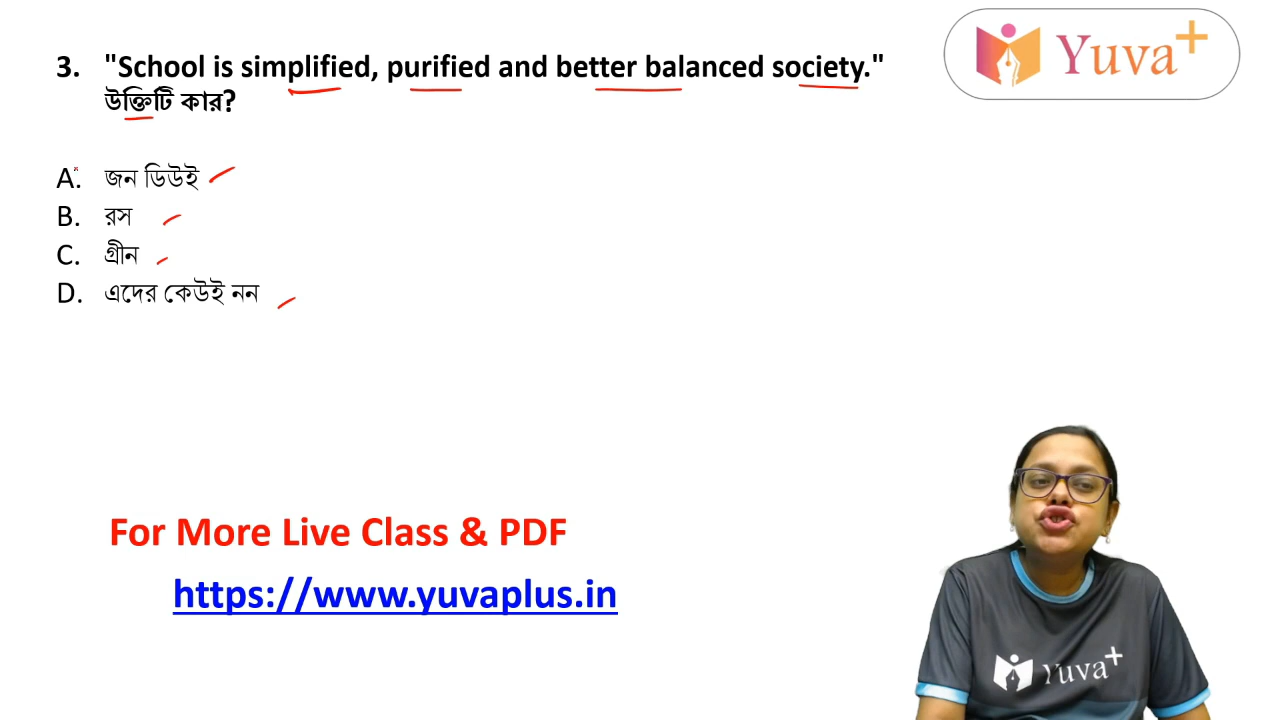 3. "School is simplified, purified and better balanced society."
উক্তিটি কার?
A. জন ডিউই
B. রস
C. গ্রীন
D. এদের কেউই নন
For More Live Class & PDF
https://www.yuvaplus.in
Yuva+
Yuva+